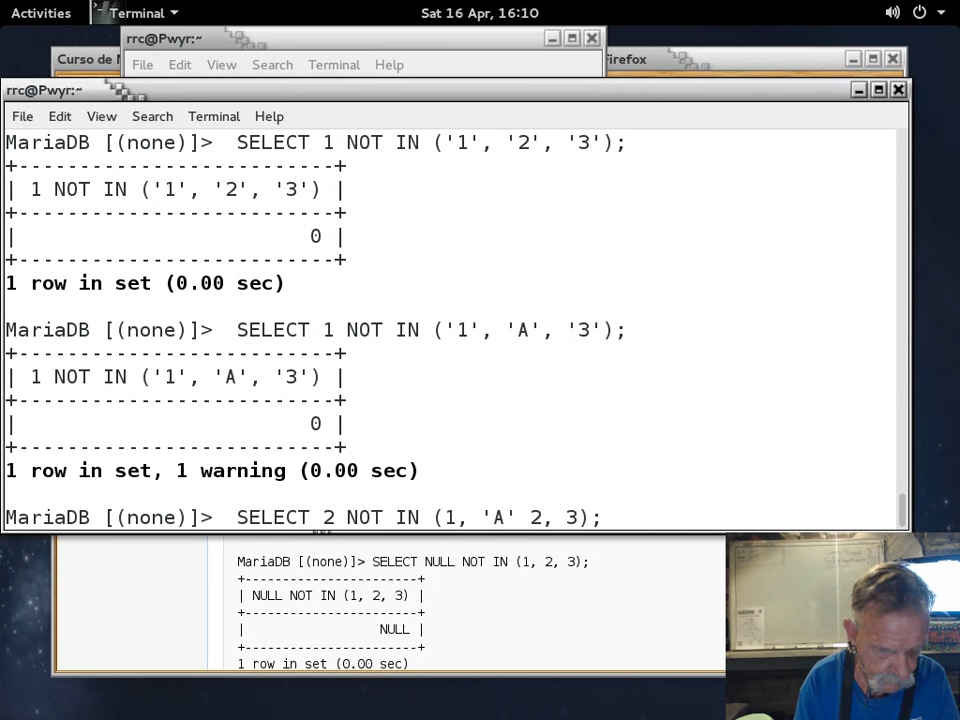 Activities Terminal Sat 16 Apr, 16:10
rrc@Pwyr:~
File Edit View Search Terminal Help
Curso de Firefox
rrc@Pwyr:~
File Edit View Search Terminal Help
MariaDB [(none)]>  SELECT 1 NOT IN ('1', '2', '3');
+---------------------------+
| 1 NOT IN ('1', '2', '3') |
+---------------------------+
|                         0 |
+---------------------------+
1 row in set (0.00 sec)
MariaDB [(none)]>  SELECT 1 NOT IN ('1', 'A', '3');
+---------------------------+
| 1 NOT IN ('1', 'A', '3') |
+---------------------------+
|                         0 |
+---------------------------+
1 row in set, 1 warning (0.00 sec)
MariaDB [(none)]>  SELECT 2 NOT IN (1, 'A' 2, 3);
MariaDB [(none)]> SELECT NULL NOT IN (1, 2, 3);
+-----------------------+
| NULL NOT IN (1, 2, 3) |
+-----------------------+
|                  NULL |
+-----------------------+
1 row in set (0.00 sec)